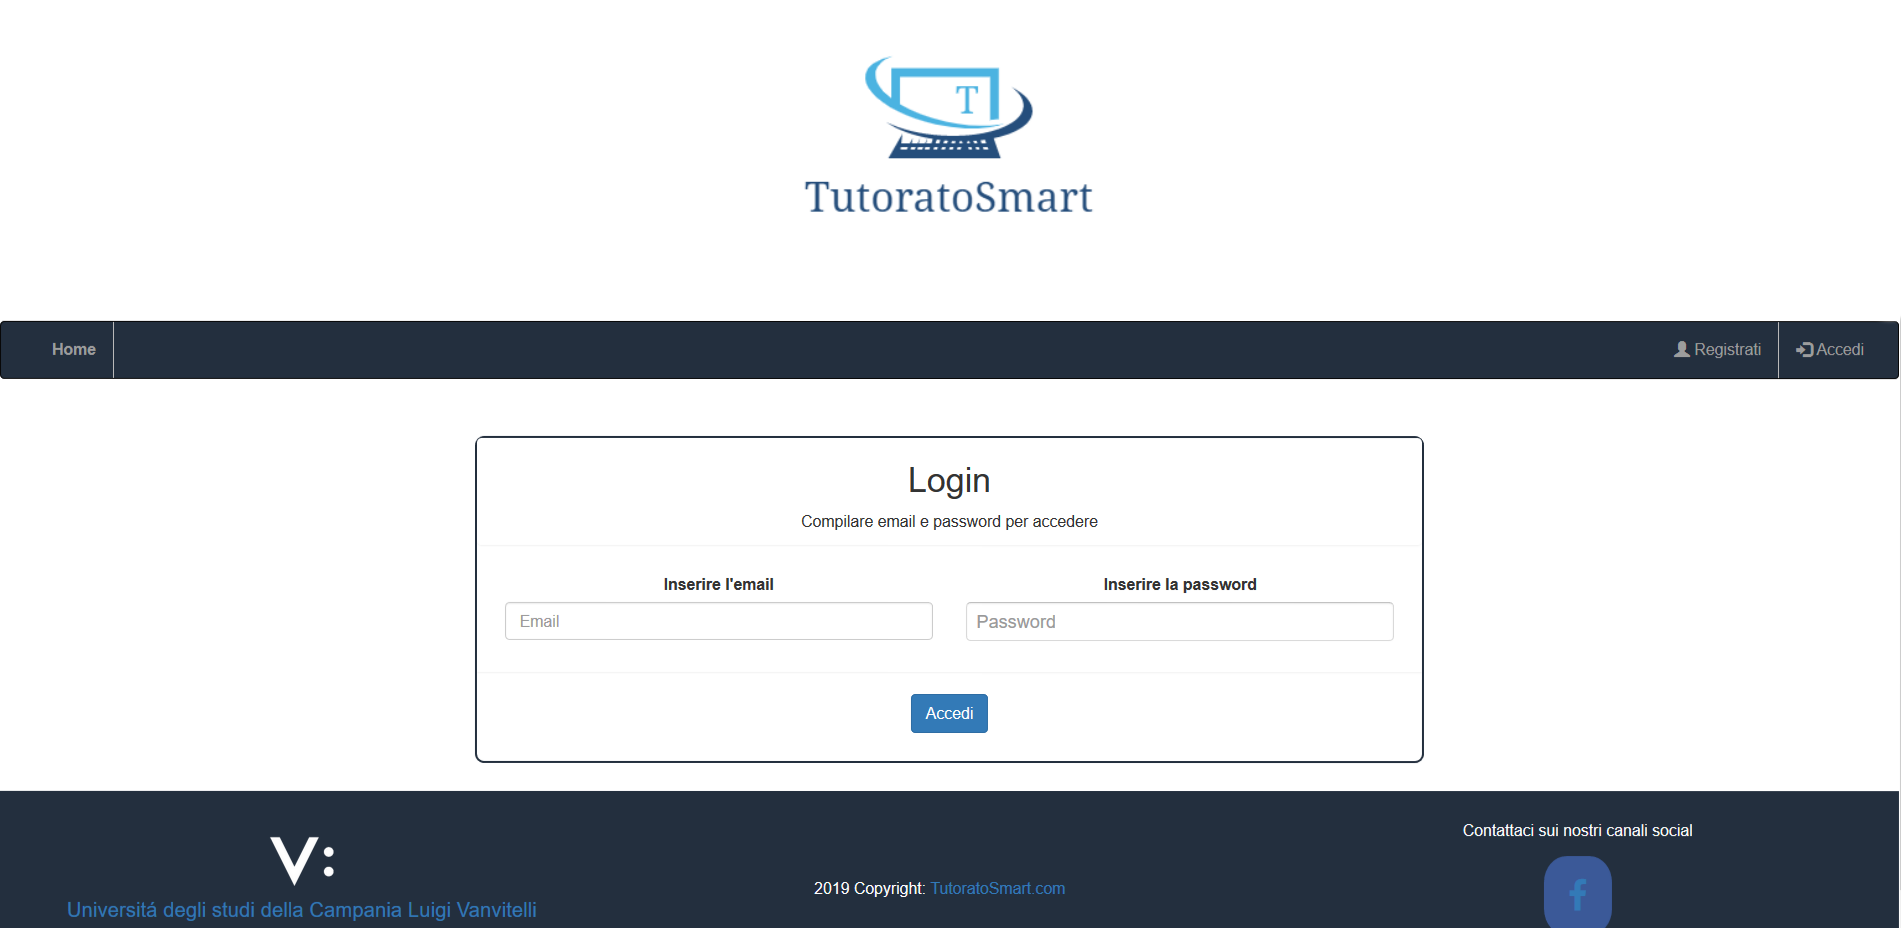 T
TutoratoSmart
Home
Registrati
Accedi
Login
Compilare email e password per accedere
Inserire l'email
Inserire la password
Email
Password
Accedi
Contattaci sui nostri canali social
V:
2019 Copyright: TutoratoSmart.com
f
Universitá degli studi della Campania Luigi Vanvitelli